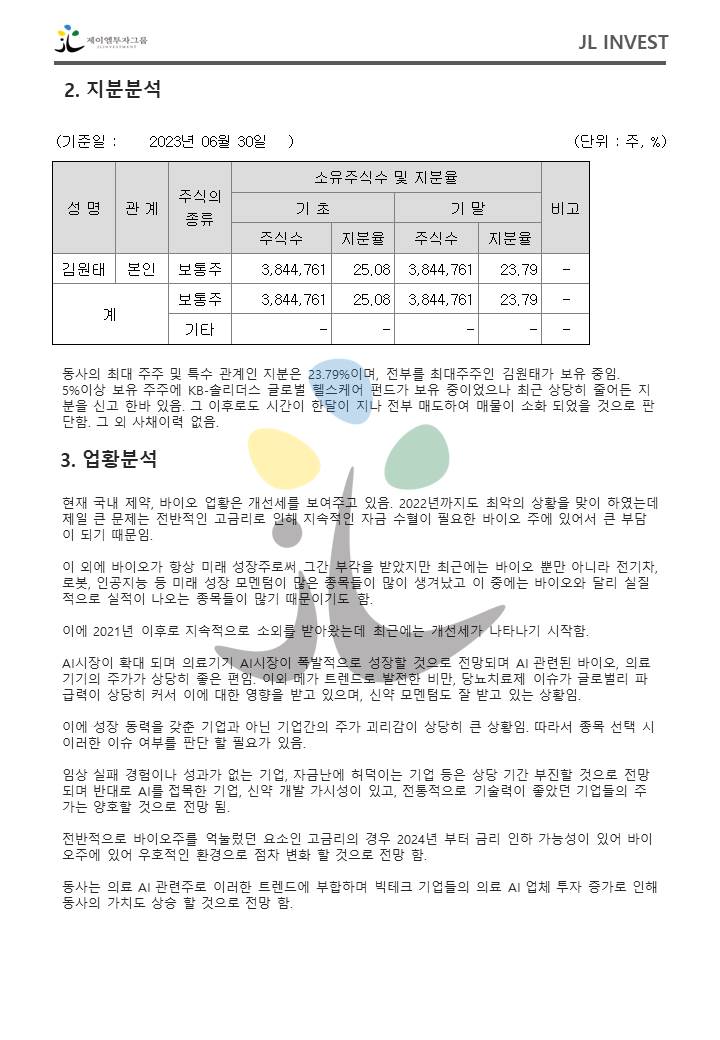 제이엘투자그룹
JLINVESTMENT
JL INVEST
2. 지분분석
(기준일 : 2023년 06월 30일 ) (단위 : 주, %)
성 명 관 계 주식의 종류 소유주식수 및 지분율 비고
기 초 기 말
주식수 지분율 주식수 지분율
김원태 본인 보통주 3,844,761 25.08 3,844,761 23.79 -
계 보통주 3,844,761 25.08 3,844,761 23.79 -
기타 - - - - -
동사의 최대 주주 및 특수 관계인 지분은 23.79%이며, 전부를 최대주주인 김원태가 보유 중임.
5%이상 보유 주주에 KB-솔리더스 글로벌 헬스케어 펀드가 보유 중이었으나 최근 상당히 줄어든 지
분을 신고 한바 있음. 그 이후로도 시간이 한달이 지나 전부 매도하여 매물이 소화 되었을 것으로 판
단함. 그 외 사채이력 없음.
3. 업황분석
현재 국내 제약, 바이오 업황은 개선세를 보여주고 있음. 2022년까지도 최악의 상황을 맞이 하였는데
제일 큰 문제는 전반적인 고금리로 인해 지속적인 자금 수혈이 필요한 바이오 주에 있어서 큰 부담
이 되기 때문임.
이 외에 바이오가 항상 미래 성장주로써 그간 부각을 받았지만 최근에는 바이오 뿐만 아니라 전기차,
로봇, 인공지능 등 미래 성장 모멘텀이 많은 종목들이 많이 생겨났고 이 중에는 바이오와 달리 실질
적으로 실적이 나오는 종목들이 많기 때문이기도 함.
이에 2021년 이후로 지속적으로 소외를 받아왔는데 최근에는 개선세가 나타나기 시작함.
AI시장이 확대 되며 의료기기 AI시장이 폭발적으로 성장할 것으로 전망되며 AI 관련된 바이오, 의료
기기의 주가가 상당히 좋은 편임. 이외 메가 트렌드로 발전한 비만, 당뇨치료제 이슈가 글로벌리 파
급력이 상당히 커서 이에 대한 영향을 받고 있으며, 신약 모멘텀도 잘 받고 있는 상황임.
이에 성장 동력을 갖춘 기업과 아닌 기업간의 주가 괴리감이 상당히 큰 상황임. 따라서 종목 선택 시
이러한 이슈 여부를 판단 할 필요가 있음.
임상 실패 경험이나 성과가 없는 기업, 자금난에 허덕이는 기업 등은 상당 기간 부진할 것으로 전망
되며 반대로 AI를 접목한 기업, 신약 개발 가시성이 있고, 전통적으로 기술력이 좋았던 기업들의 주
가는 양호할 것으로 전망 됨.
전반적으로 바이오주를 억눌렀던 요소인 고금리의 경우 2024년 부터 금리 인하 가능성이 있어 바이
오주에 있어 우호적인 환경으로 점차 변화 할 것으로 전망 함.
동사는 의료 AI 관련주로 이러한 트렌드에 부합하며 빅테크 기업들의 의료 AI 업체 투자 증가로 인해
동사의 가치도 상승 할 것으로 전망 함.